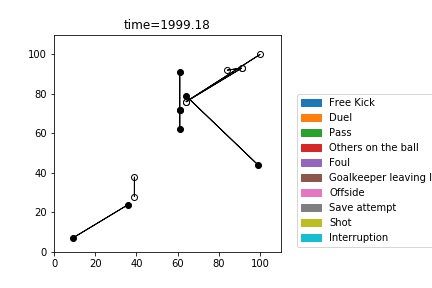 time=1999.18
100
80
60
40
20
0
0 20 40 60 80 100
Free Kick
Duel
Pass
Others on the ball
Foul
Goalkeeper leaving l
Offside
Save attempt
Shot
Interruption